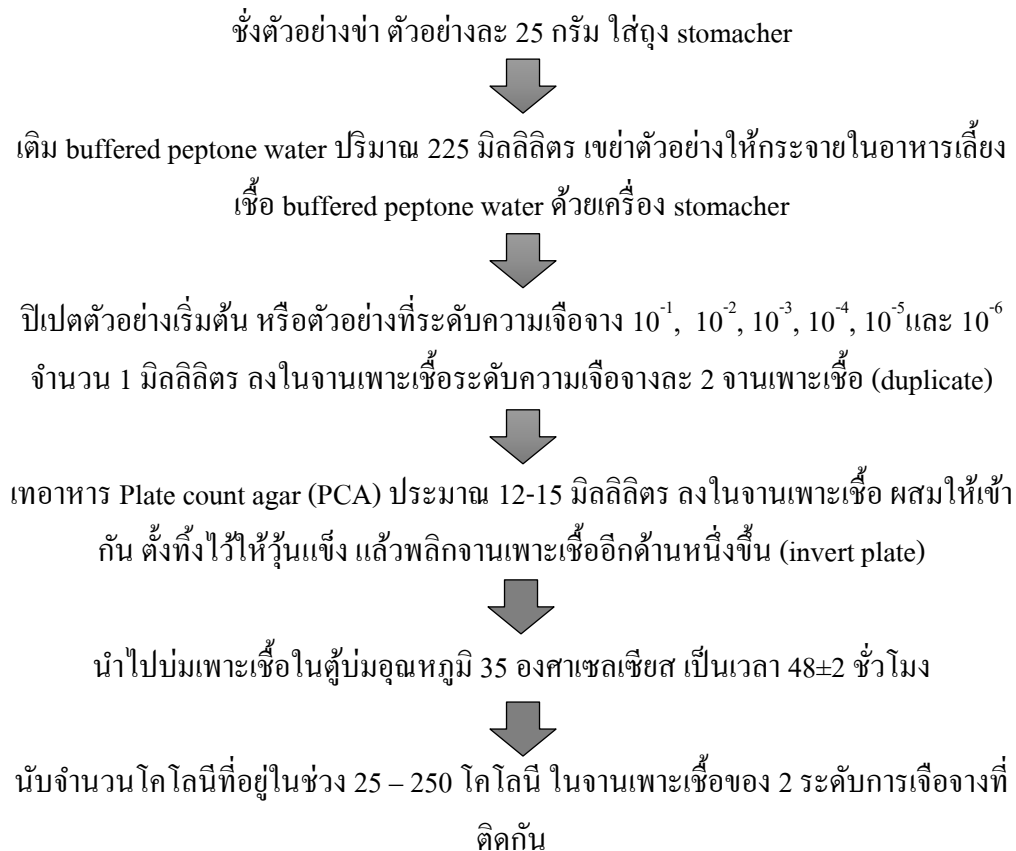 ชั่งตัวอย่างข่า ตัวอย่างละ 25 กรัม ใส่ถุง stomacher
เติม buffered peptone water ปริมาณ 225 มิลลิลิตร เขย่าตัวอย่างให้กระจายในอาหารเลี้ยง
เชื้อ buffered peptone water ด้วยเครื่อง stomacher
ปิเปตตัวอย่างเริ่มต้น หรือตัวอย่างที่ระดับความเจือจาง 10⁻¹, 10⁻², 10⁻³, 10⁻⁴, 10⁻⁵และ 10⁻⁶
จำนวน 1 มิลลิลิตร ลงในจานเพาะเชื้อระดับความเจือจางละ 2 จานเพาะเชื้อ (duplicate)
เทอาหาร Plate count agar (PCA) ประมาณ 12-15 มิลลิลิตร ลงในจานเพาะเชื้อ ผสมให้เข้า
กัน ตั้งทิ้งไว้ให้วุ้นแข็ง แล้วพลิกจานเพาะเชื้ออีกด้านหนึ่งขึ้น (invert plate)
นำไปบ่มเพาะเชื้อในตู้บ่มอุณหภูมิ 35 องศาเซลเซียส เป็นเวลา 48±2 ชั่วโมง
นับจำนวนโคโลนีที่อยู่ในช่วง 25 – 250 โคโลนี ในจานเพาะเชื้อของ 2 ระดับการเจือจางที่
ติดกัน